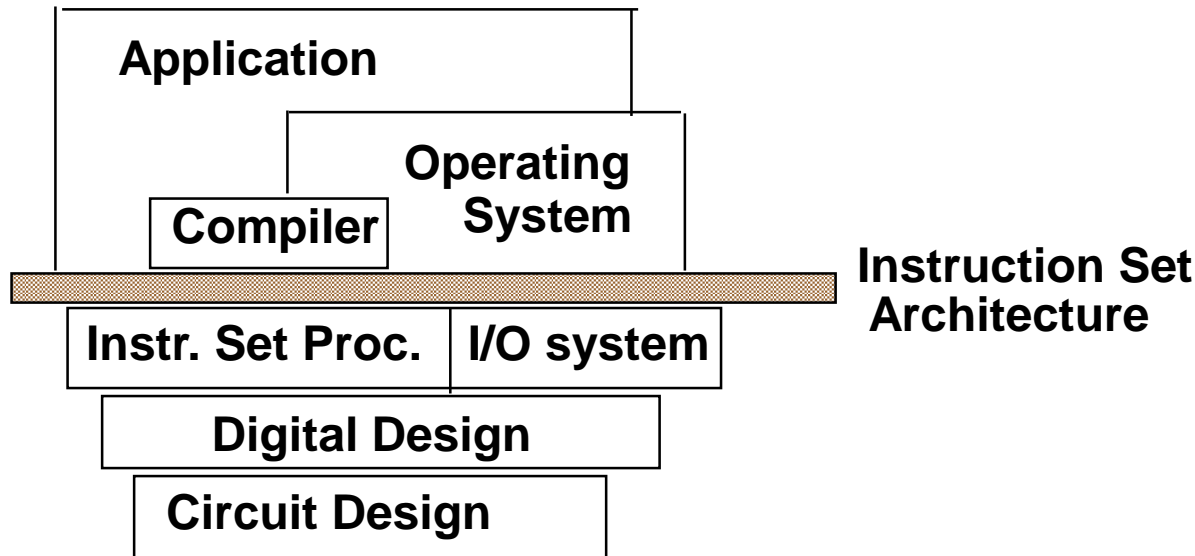 Application
Operating
System
Compiler
Instruction Set
Architecture
Instr. Set Proc.
I/O system
Digital Design
Circuit Design